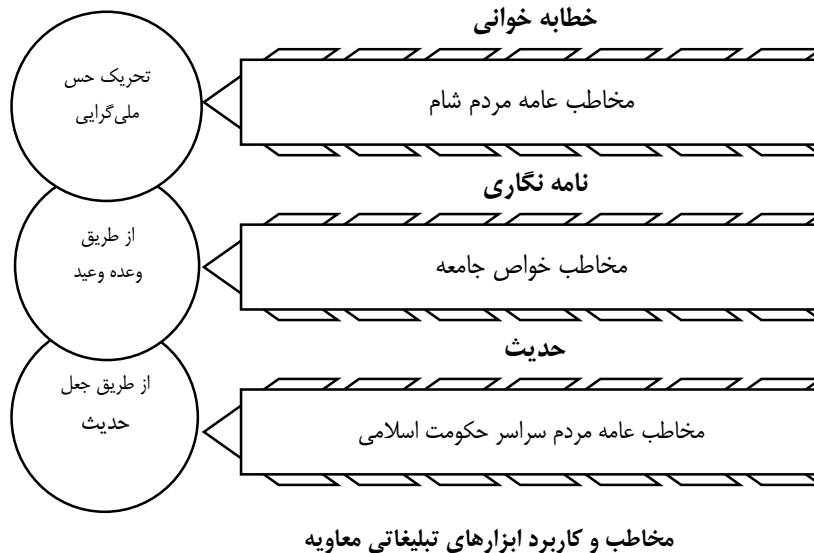 خطابه خوانی
مخاطب عامه مردم شام
تحریک حس
ملی‌گرایی
نامه نگاری
مخاطب خواص جامعه
از طریق
وعده وعید
حدیث
مخاطب عامه مردم سراسر حکومت اسلامی
از طریق جعل
حدیث
مخاطب و کاربرد ابزارهای تبلیغاتی معاویه